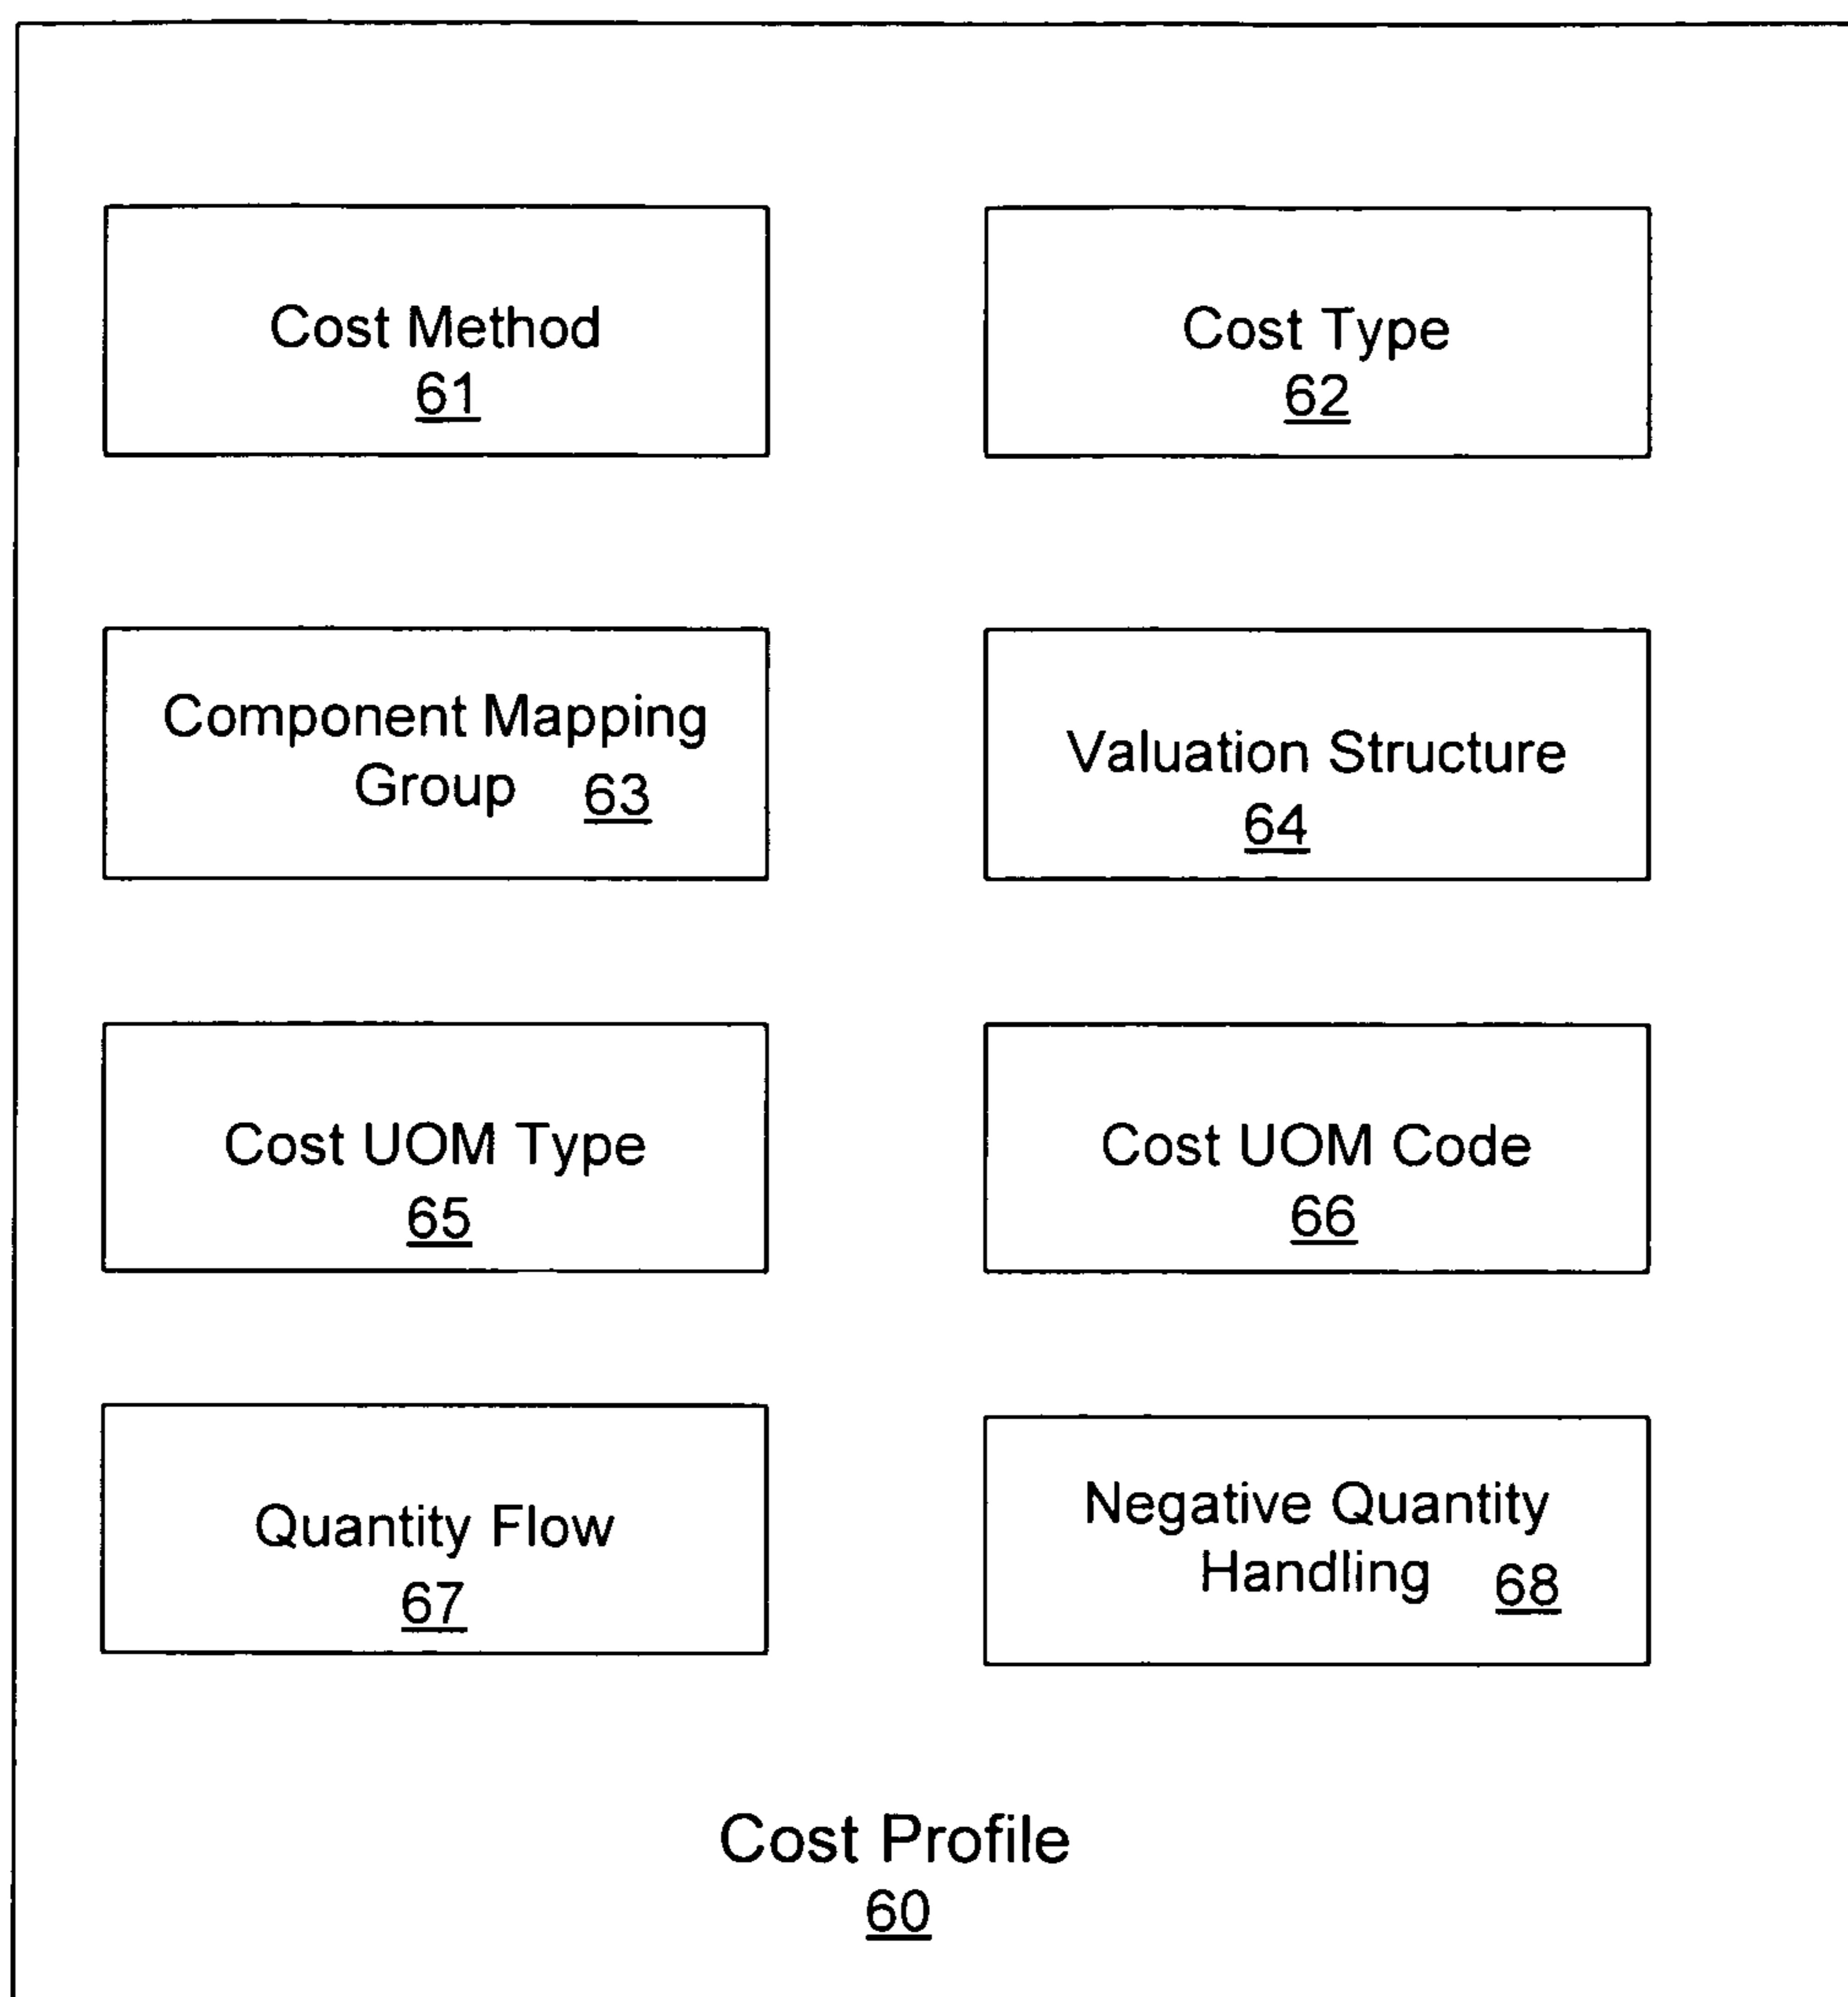 Cost Method
61
Cost Type
62
Component Mapping
Group 63
Valuation Structure
64
Cost UOM Type
65
Cost UOM Code
66
Quantity Flow
67
Negative Quantity
Handling 68
Cost Profile
60